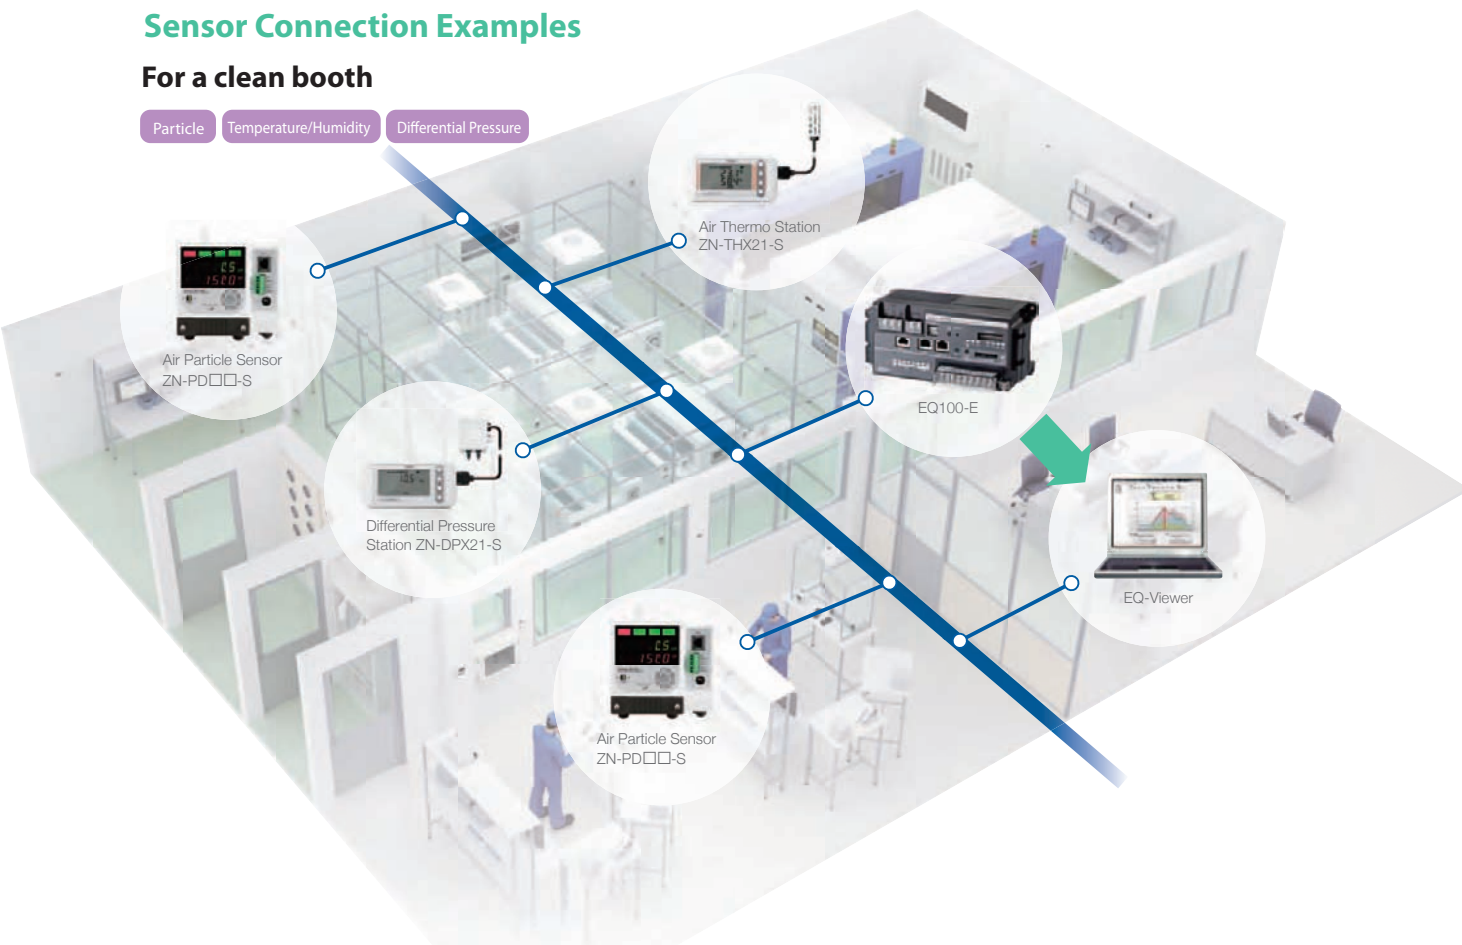 Sensor Connection Examples
For a clean booth
Particle
Temperature/Humidity
Differential Pressure
Air Thermo Station
ZN-THX21-S
Air Particle Sensor
ZN-PD□□-S
EQ100-E
Differential Pressure
Station ZN-DPX21-S
EQ-Viewer
Air Particle Sensor
ZN-PD□□-S